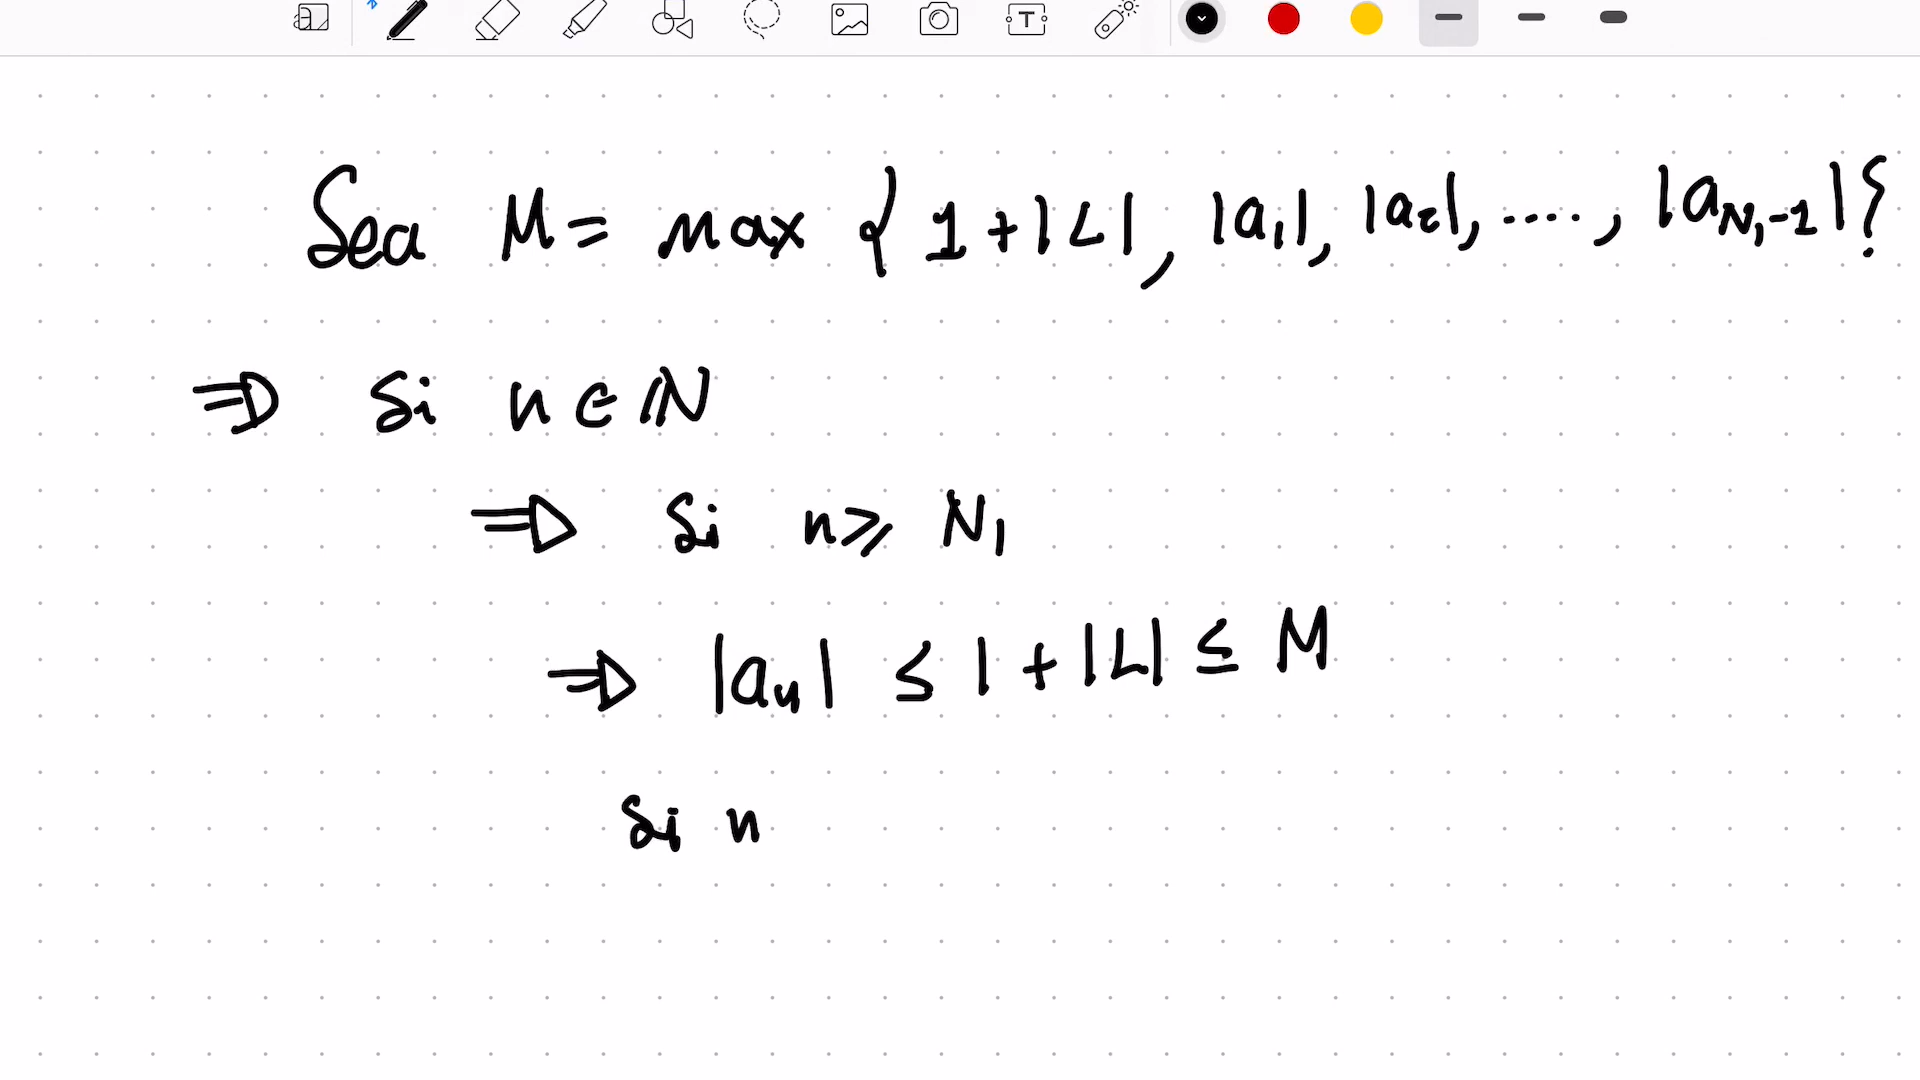 Sea M = max { 1 + |L|, |a₁|, |a₂|, ...., |a_{N₁-1}| }
⇒ Si n ∈ ℕ
⇒ Si n ≥ N₁
⇒ |aₙ| ≤ 1 + |L| ≤ M
Si n